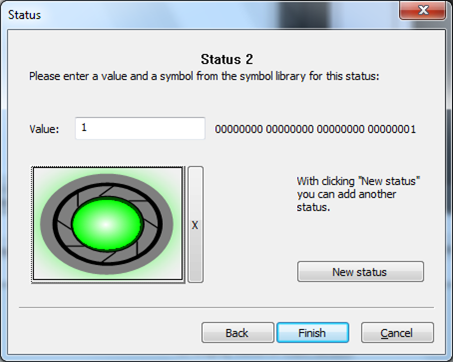 Status
Status 2
Please enter a value and a symbol from the symbol library for this status:
Value: 1 00000000 00000000 00000000 00000001
X
With clicking "New status"
you can add another
status.
New status
Back Finish Cancel